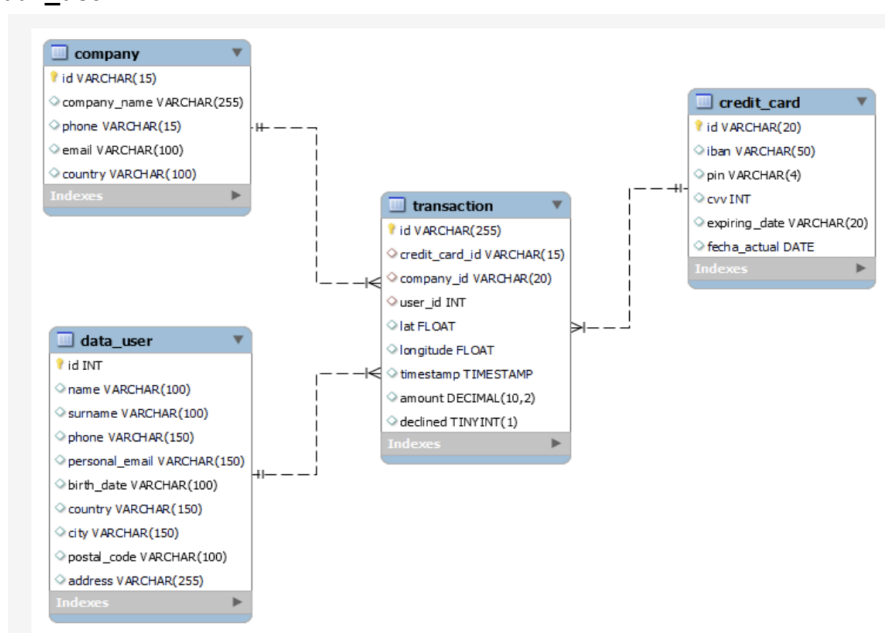 company
id VARCHAR(15)
company_name VARCHAR(255)
phone VARCHAR(15)
email VARCHAR(100)
country VARCHAR(100)
Indexes
data_user
id INT
name VARCHAR(100)
surname VARCHAR(100)
phone VARCHAR(150)
personal_email VARCHAR(150)
birth_date VARCHAR(100)
country VARCHAR(150)
city VARCHAR(150)
postal_code VARCHAR(100)
address VARCHAR(255)
Indexes
transaction
id VARCHAR(255)
credit_card_id VARCHAR(15)
company_id VARCHAR(20)
user_id INT
lat FLOAT
longitude FLOAT
timestamp TIMESTAMP
amount DECIMAL(10,2)
declined TINYINT(1)
Indexes
credit_card
id VARCHAR(20)
iban VARCHAR(50)
pin VARCHAR(4)
cvv INT
expiring_date VARCHAR(20)
fecha_actual DATE
Indexes